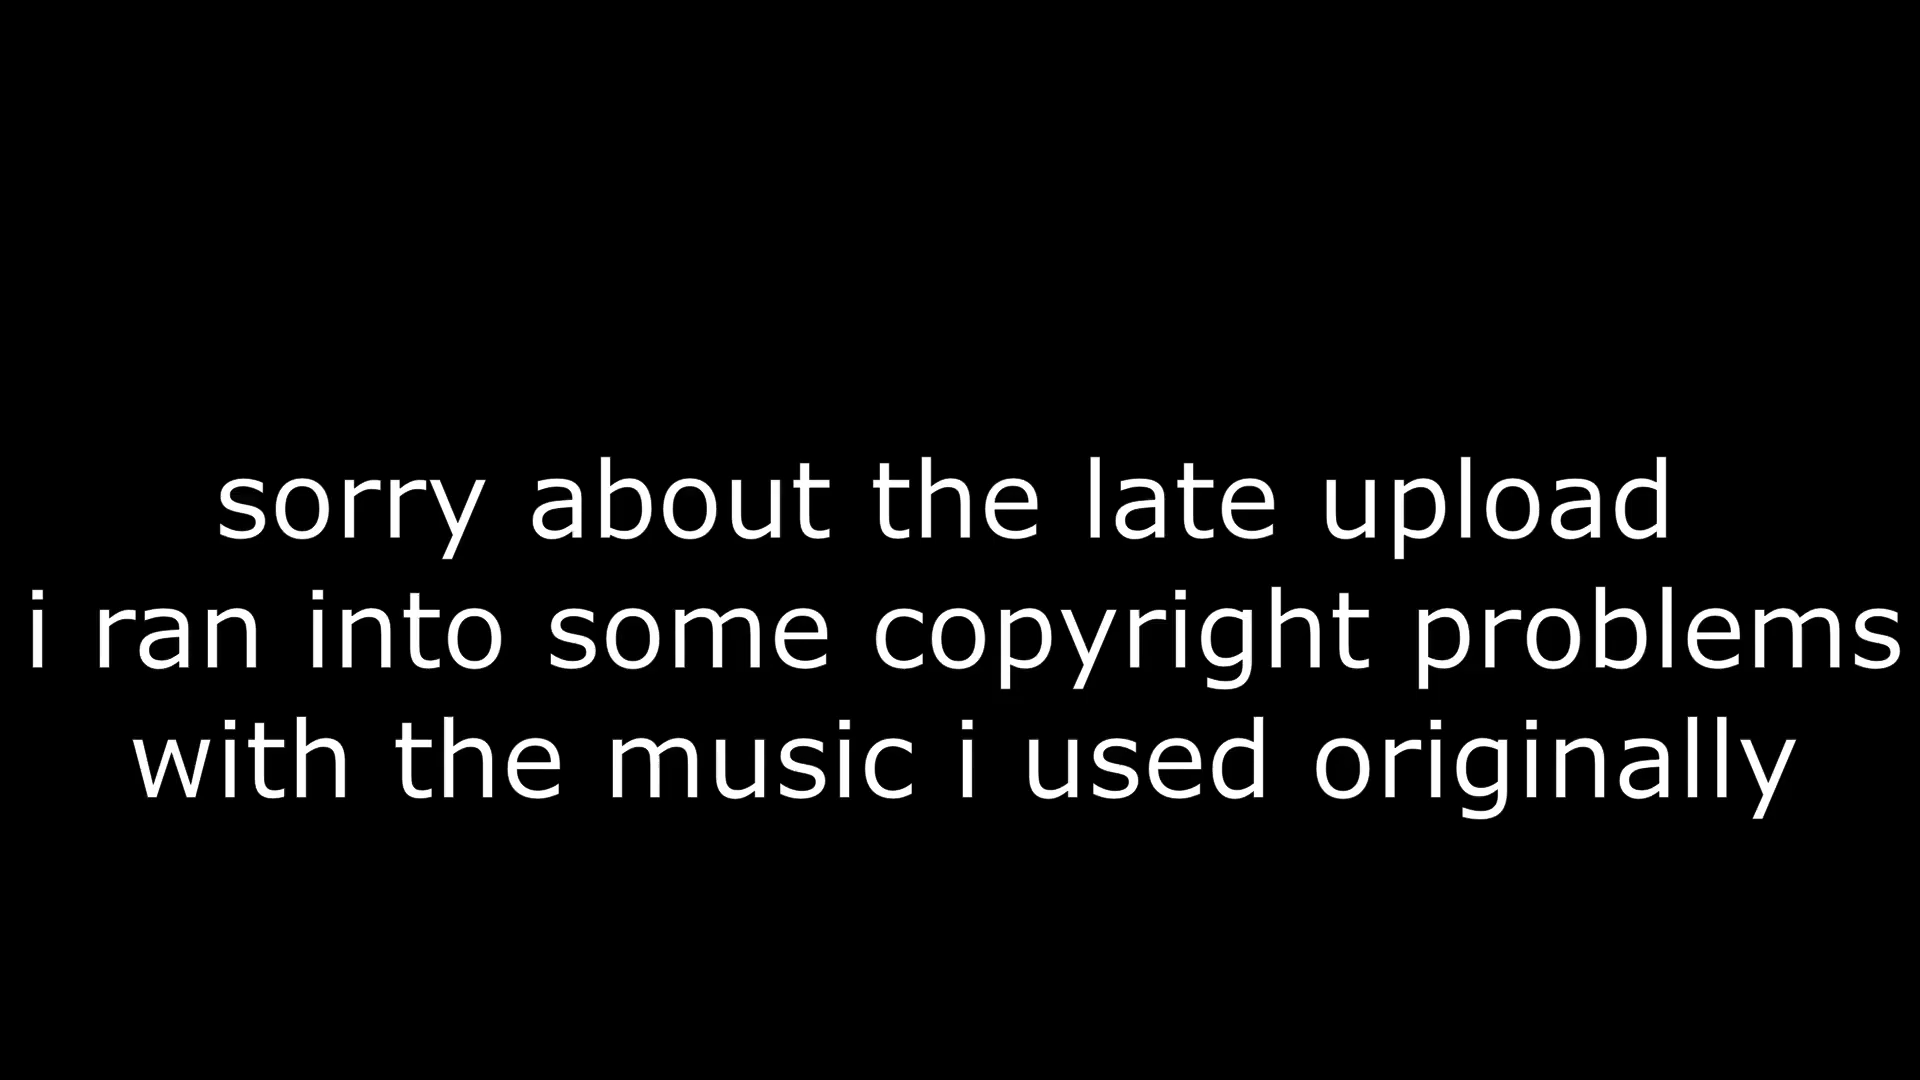 sorry about the late upload
i ran into some copyright problems
with the music i used originally